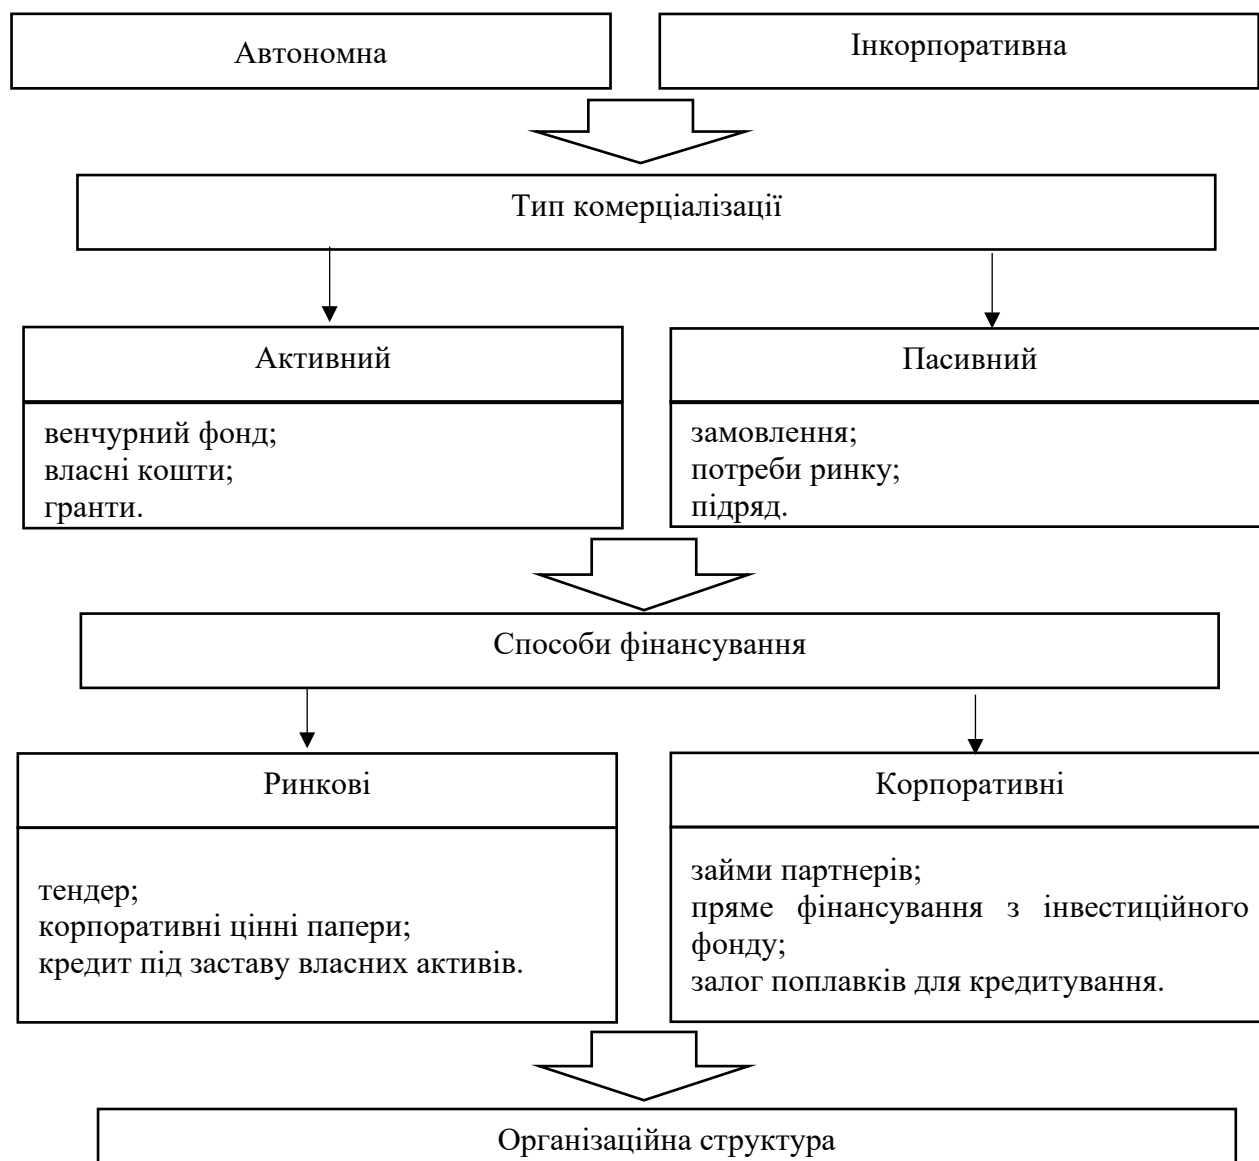 Автономна
Інкорпоративна
Тип комерціалізації
Активний
Пасивний
венчурний фонд;
власні кошти;
гранти.
замовлення;
потреби ринку;
підряд.
Способи фінансування
Ринкові
Корпоративні
тендер;
корпоративні цінні папери;
кредит під заставу власних активів.
займи партнерів;
пряме фінансування з інвестиційного
фонду;
залог поплавків для кредитування.
Організаційна структура